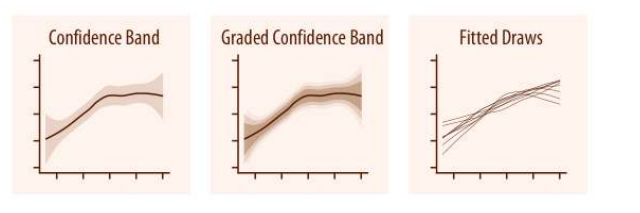 Confidence Band
Graded Confidence Band
Fitted Draws